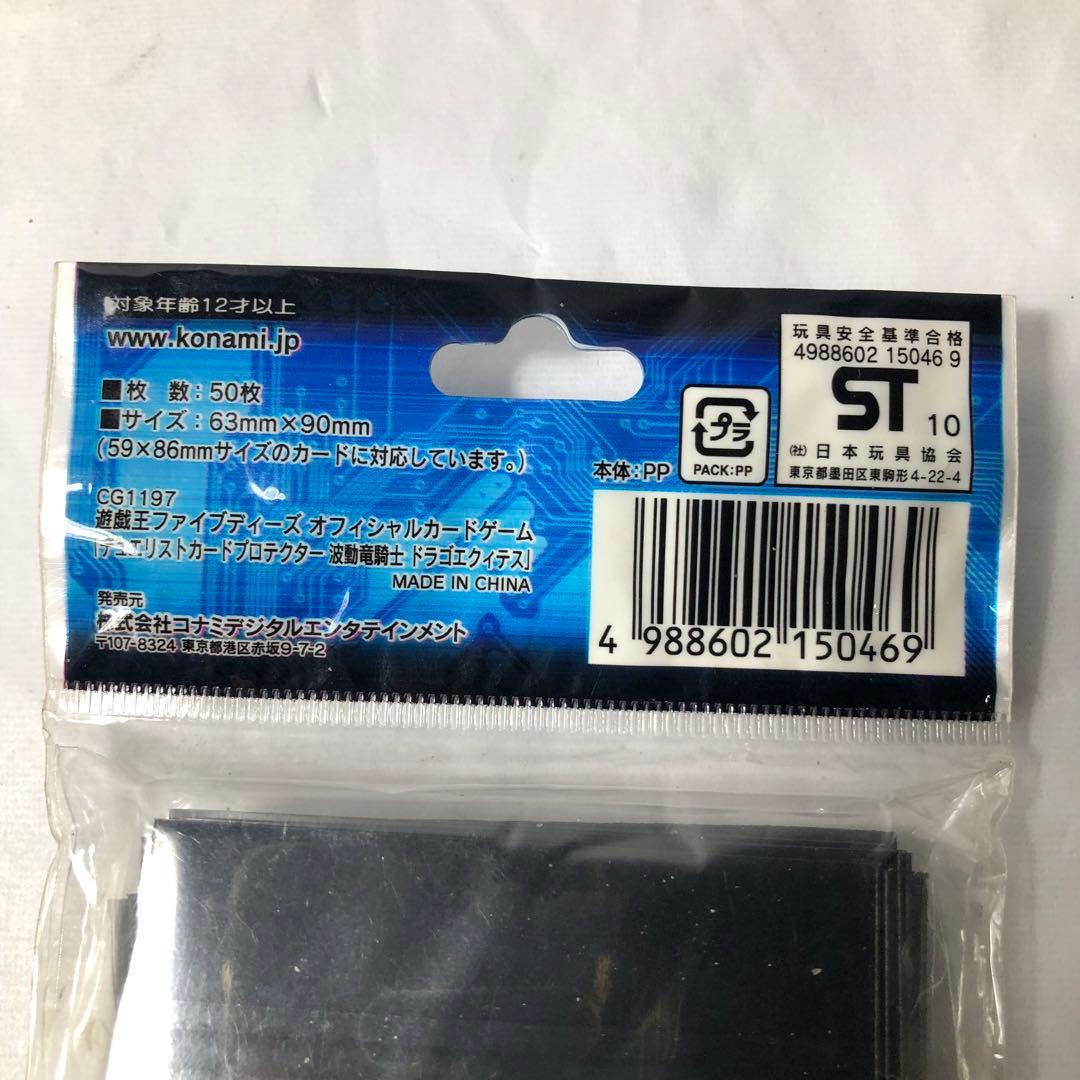 対象年齢12才以上
www.konami.jp
■枚 数:50枚
■サイズ:63mm×90mm
(59×86mmサイズのカードに対応しています。)
CG1197
遊戯王ファイブディーズ オフィシャルカードゲーム
「デュエリストカードプロテクター 波動竜騎士 ドラゴエクィテス」
MADE IN CHINA
発売元
株式会社コナミデジタルエンタテインメント
〒107-8324 東京都港区赤坂9-7-2
本体:PP
プラ
PACK:PP
玩具安全基準合格
4988602 15046 9
ST
10
(社)日本玩具協会
東京都墨田区東駒形4-22-4
4 988602 150469